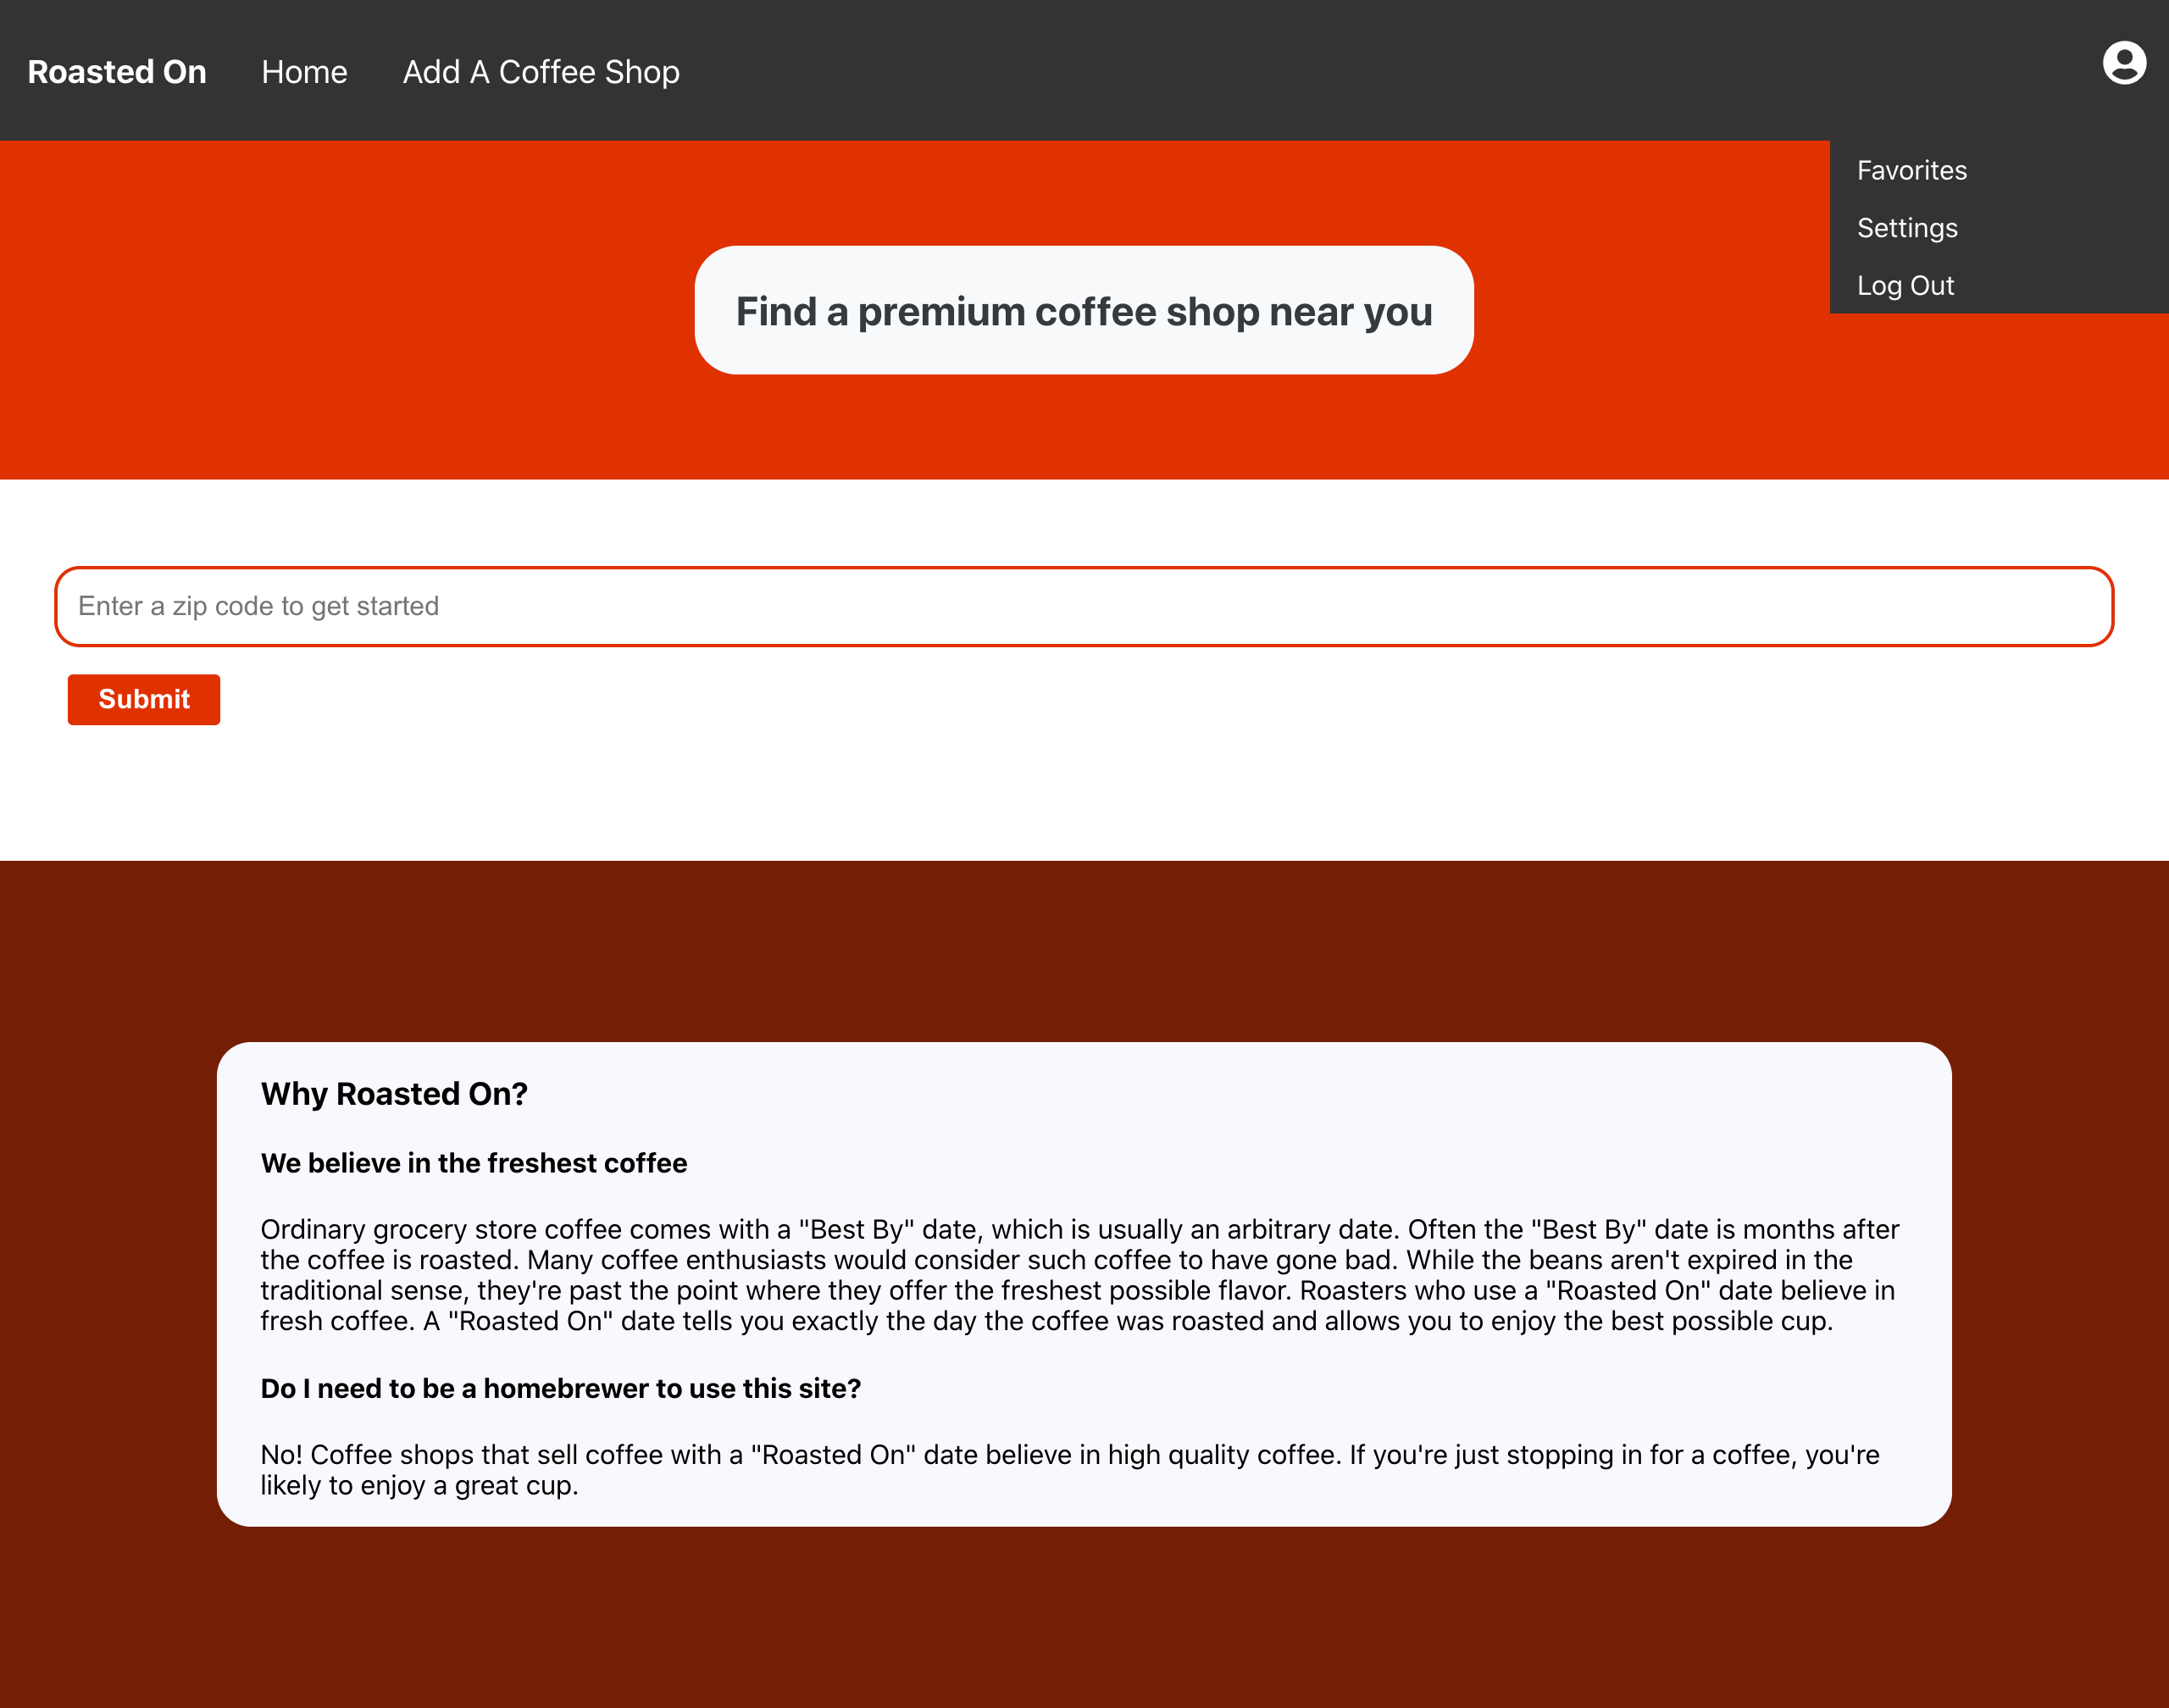 Roasted On Home Add A Coffee Shop
Favorites
Settings
Log Out
Find a premium coffee shop near you
Enter a zip code to get started
Submit
Why Roasted On?
We believe in the freshest coffee
Ordinary grocery store coffee comes with a "Best By" date, which is usually an arbitrary date. Often the "Best By" date is months after
the coffee is roasted. Many coffee enthusiasts would consider such coffee to have gone bad. While the beans aren't expired in the
traditional sense, they're past the point where they offer the freshest possible flavor. Roasters who use a "Roasted On" date believe in
fresh coffee. A "Roasted On" date tells you exactly the day the coffee was roasted and allows you to enjoy the best possible cup.
Do I need to be a homebrewer to use this site?
No! Coffee shops that sell coffee with a "Roasted On" date believe in high quality coffee. If you're just stopping in for a coffee, you're
likely to enjoy a great cup.